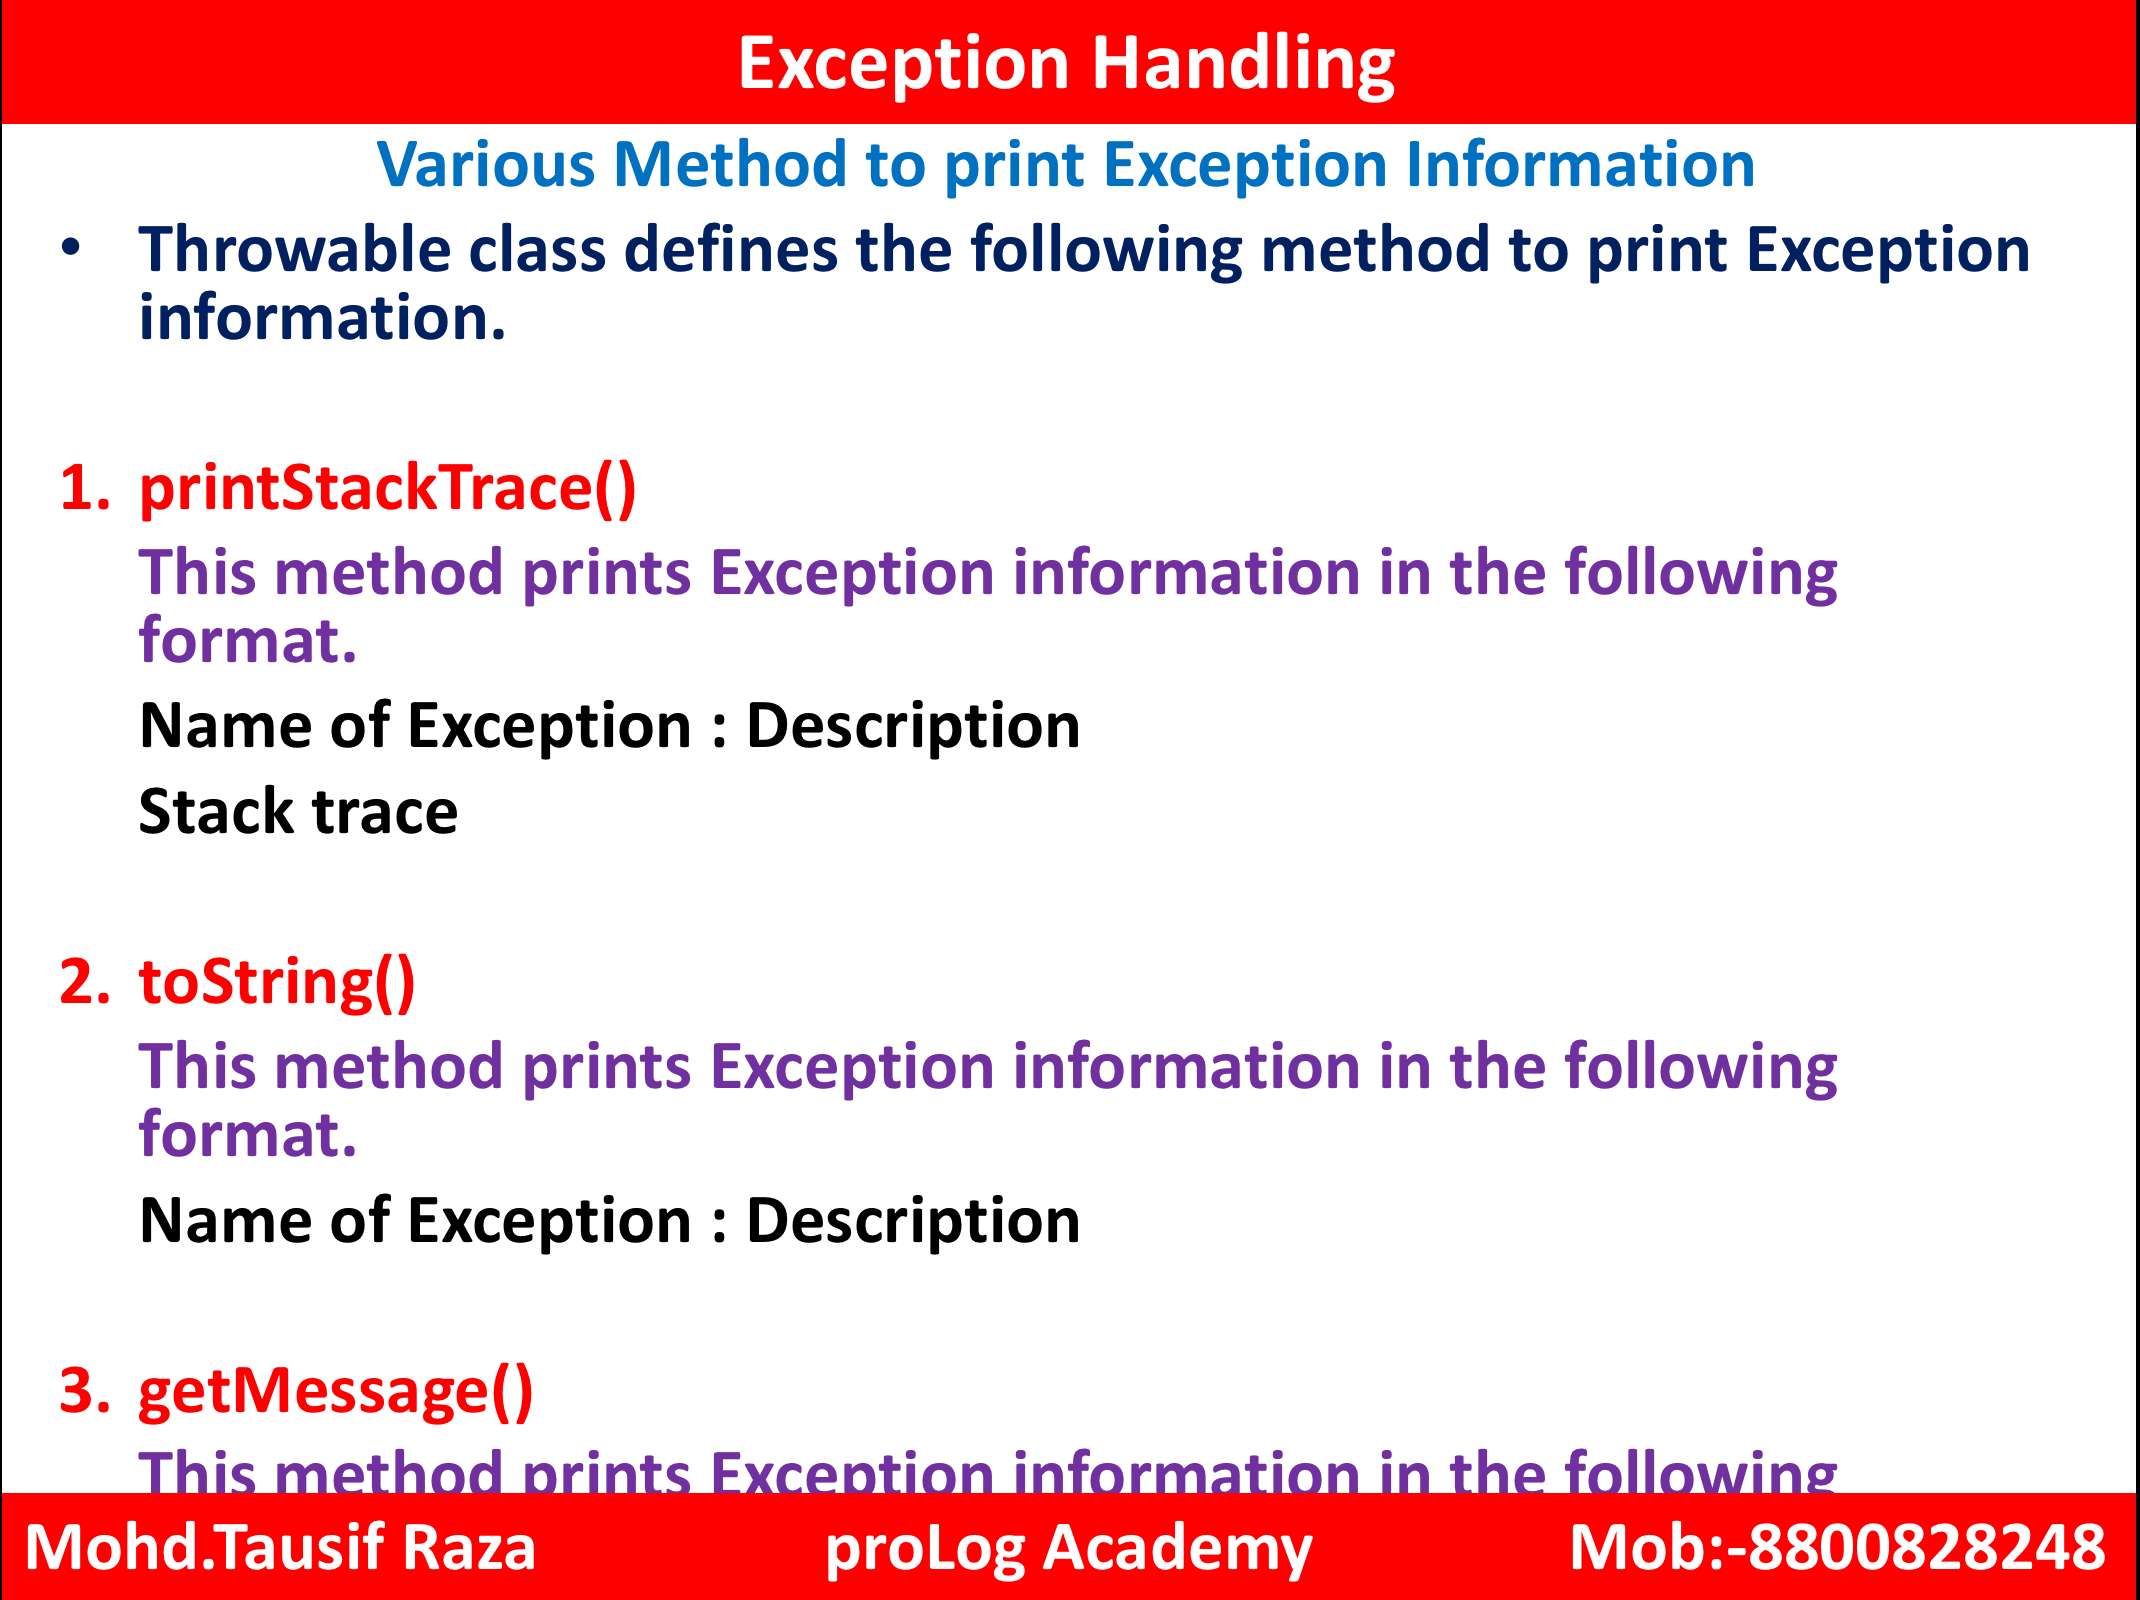 Exception Handling
Various Method to print Exception Information
• Throwable class defines the following method to print Exception
information.
1. printStackTrace()
This method prints Exception information in the following
format.
Name of Exception : Description
Stack trace
2. toString()
This method prints Exception information in the following
format.
Name of Exception : Description
3. getMessage()
This method prints Exception information in the following
Mohd.Tausif Raza proLog Academy Mob:-8800828248